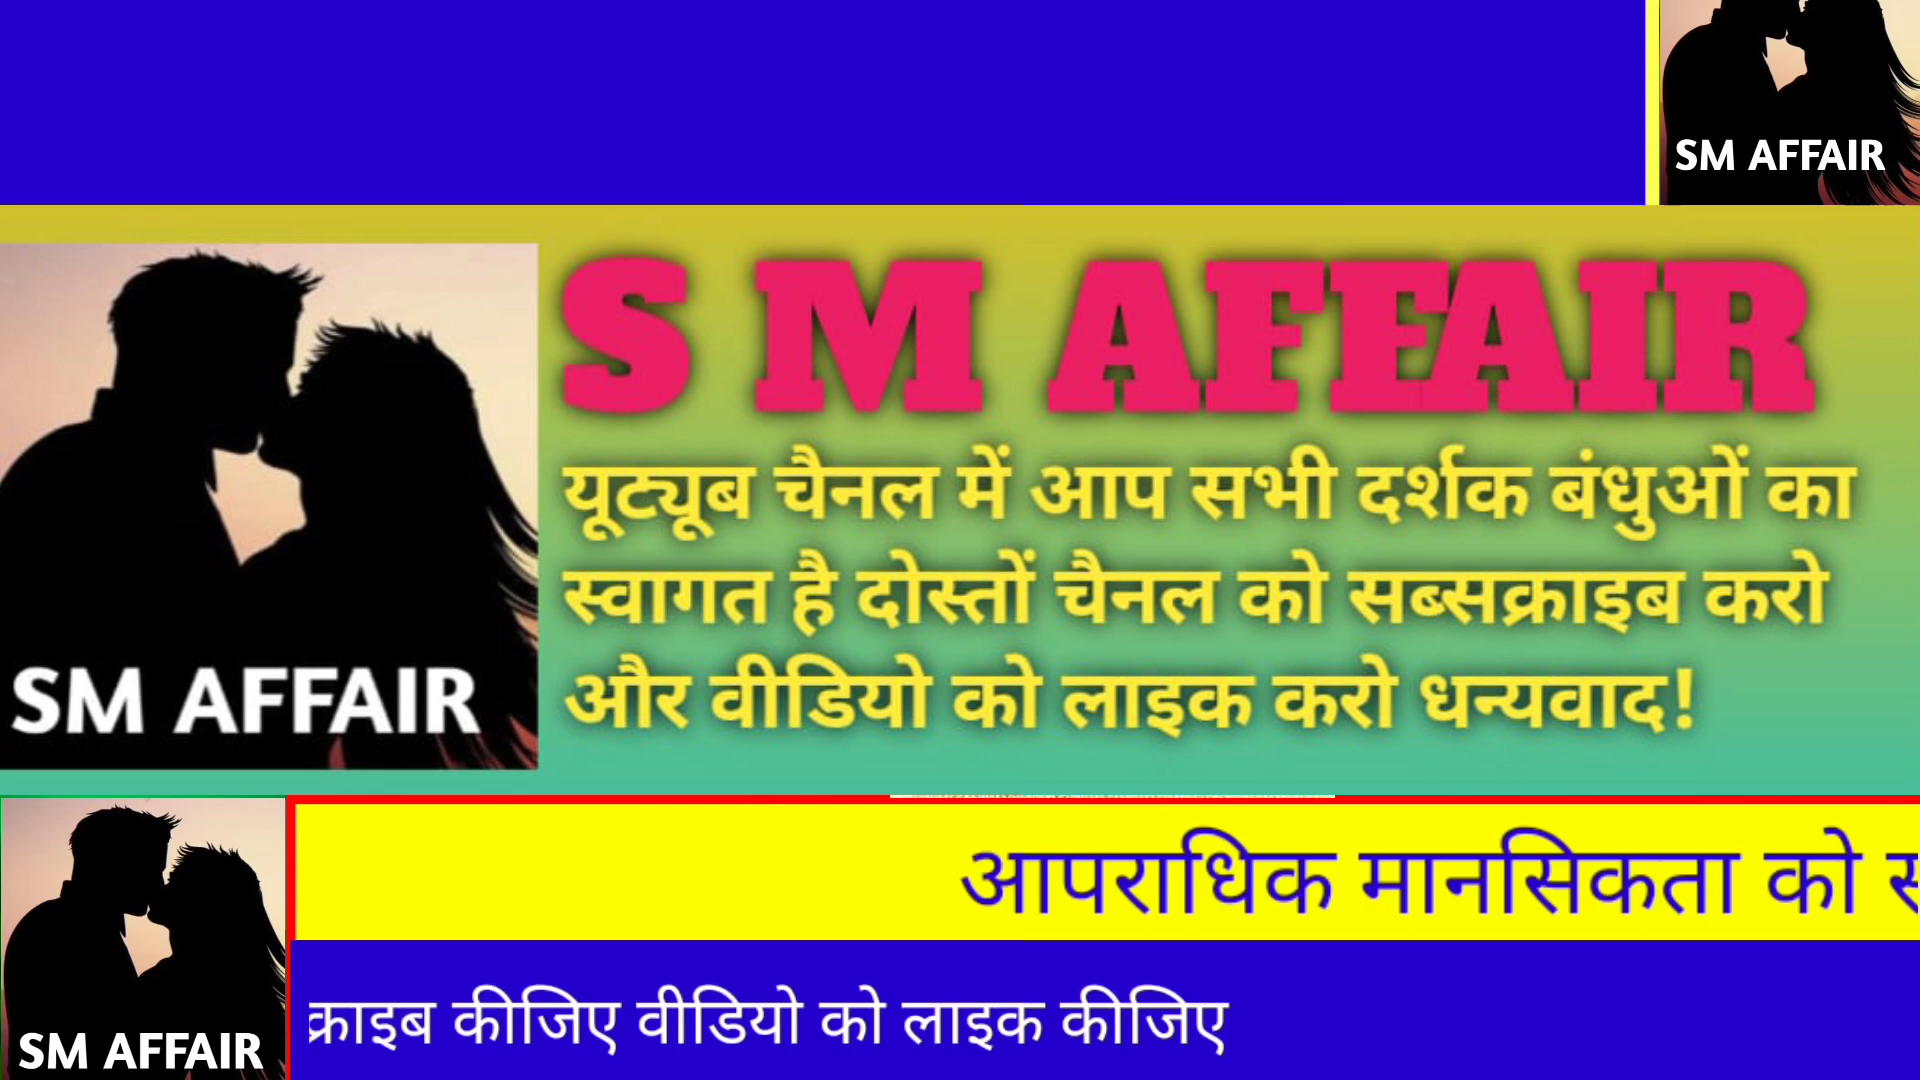 SM AFFAIR
S M AFFAIR
यूट्यूब चैनल में आप सभी दर्शक बंधुओं का
स्वागत है दोस्तों चैनल को सब्सक्राइब करो
और वीडियो को लाइक करो धन्यवाद!
SM AFFAIR
आपराधिक मानसिकता को
क्राइब कीजिए वीडियो को लाइक कीजिए
SM AFFAIR